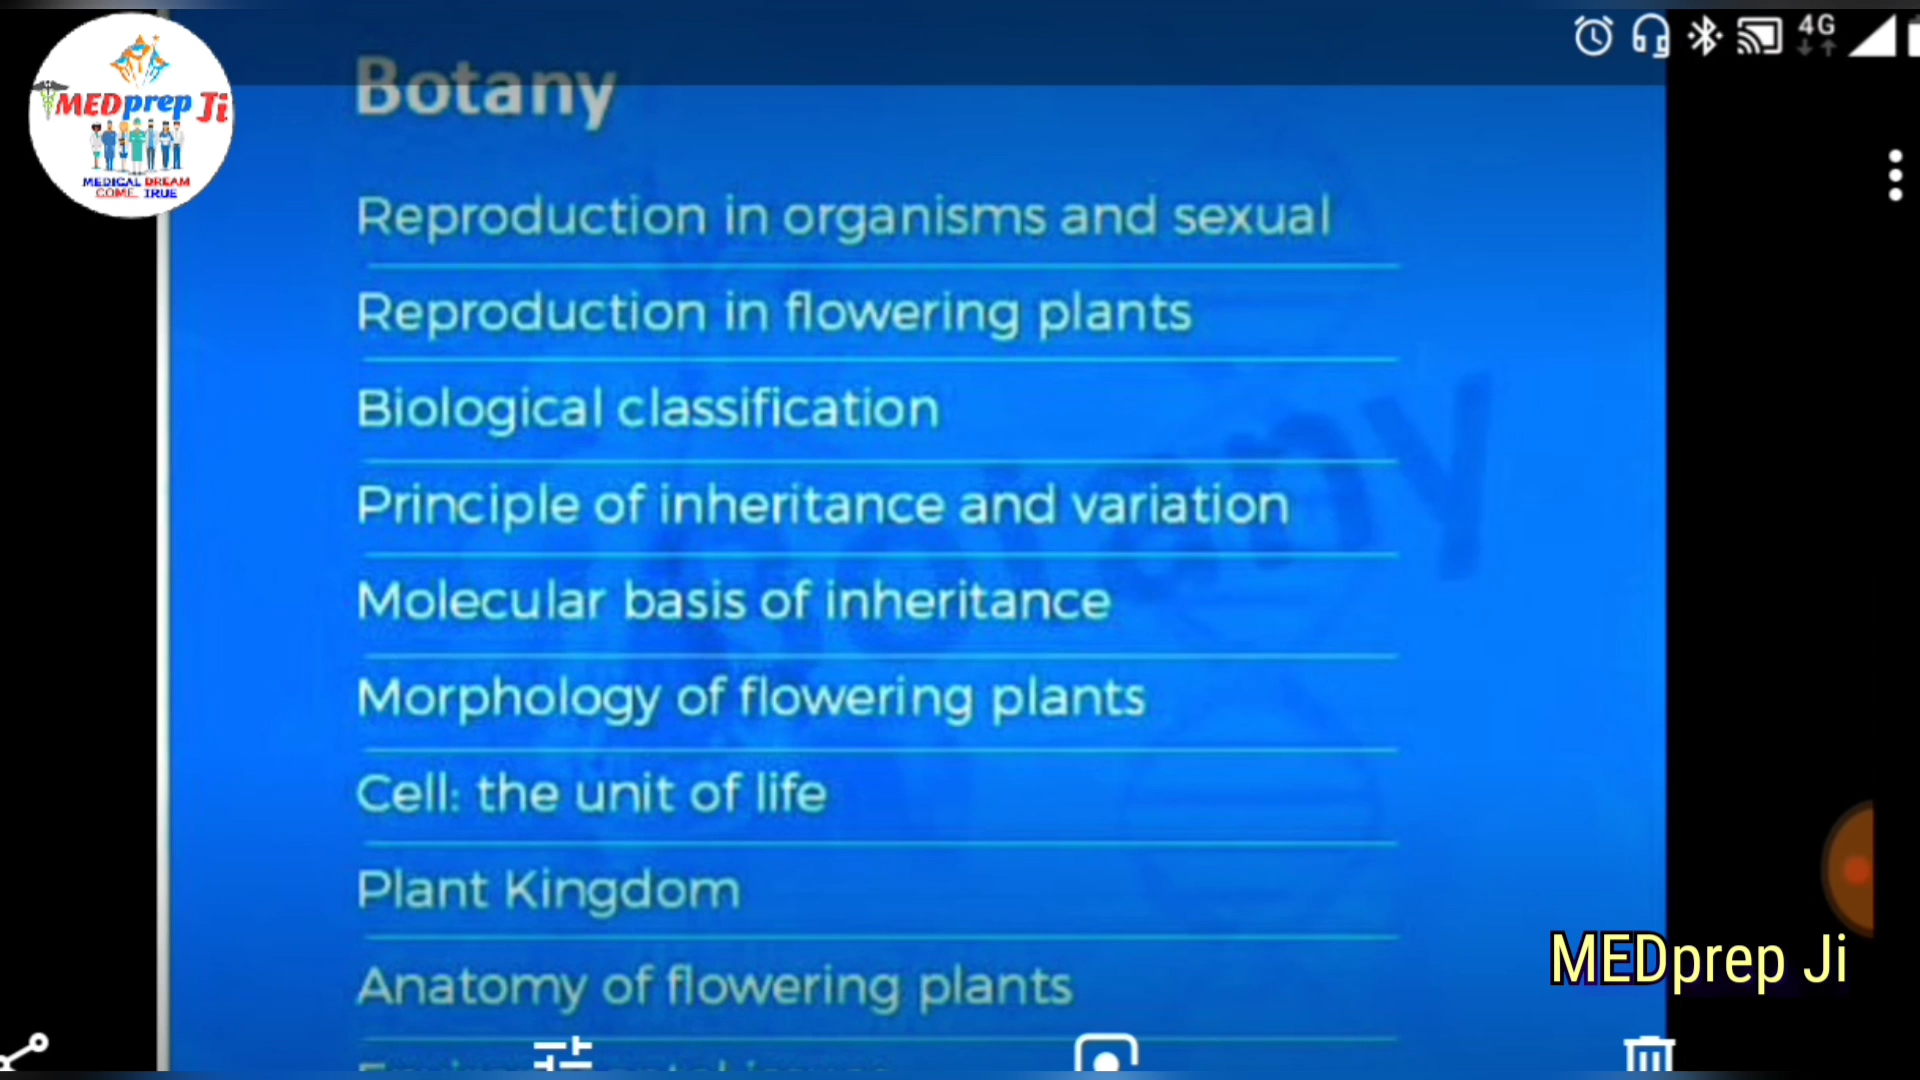 MEDprep Ji
MEDICAL DREAM
COME TRUE
4G
Botany
Reproduction in organisms and sexual
Reproduction in flowering plants
Biological classification
Principle of inheritance and variation
Molecular basis of inheritance
Morphology of flowering plants
Cell: the unit of life
Plant Kingdom
Anatomy of flowering plants
MEDprep Ji